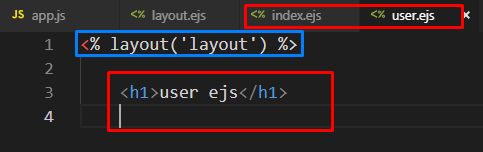 JS app.js <% layout.ejs <% index.ejs <% user.ejs ×
1 <% layout('layout') %>
2
3 <h1>user ejs</h1>
4